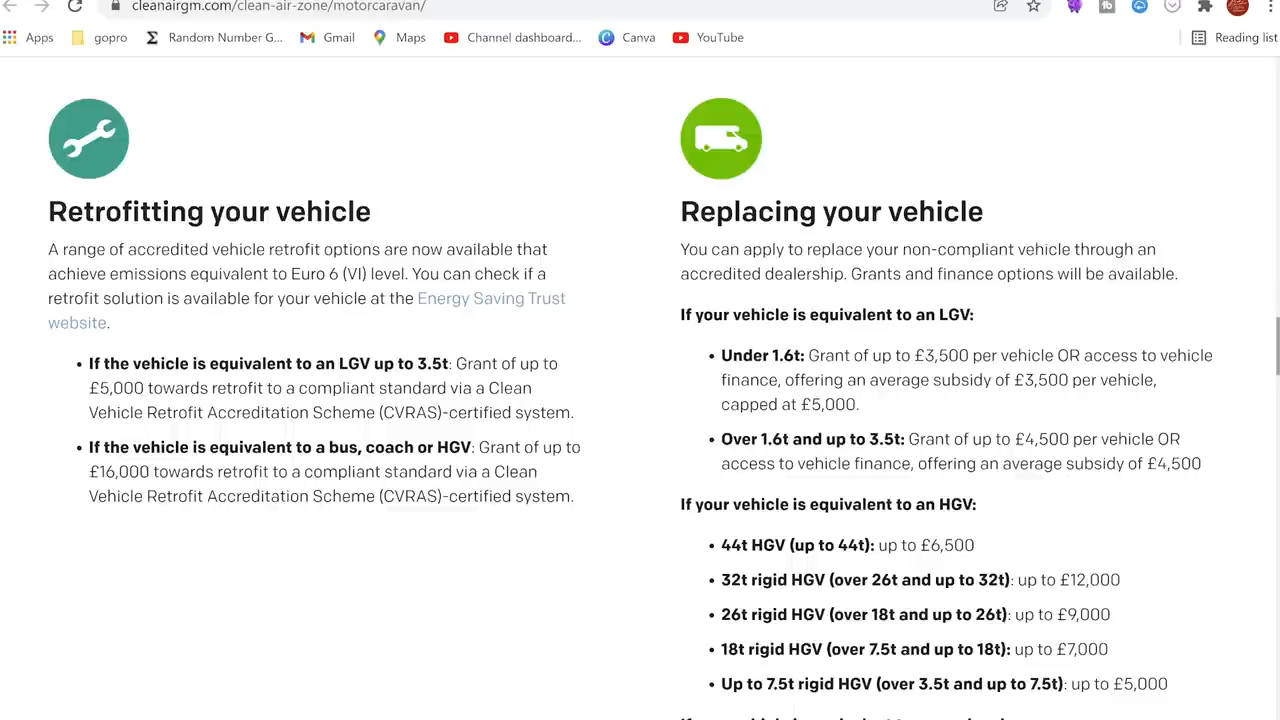 cleanairgm.com/clean-air-zone/motorcaravan/
Apps gopro Random Number G... Gmail Maps Channel dashboard... Canva YouTube Reading list
Retrofitting your vehicle
A range of accredited vehicle retrofit options are now available that
achieve emissions equivalent to Euro 6 (VI) level. You can check if a
retrofit solution is available for your vehicle at the Energy Saving Trust
website.
• If the vehicle is equivalent to an LGV up to 3.5t: Grant of up to
£5,000 towards retrofit to a compliant standard via a Clean
Vehicle Retrofit Accreditation Scheme (CVRAS)-certified system.
• If the vehicle is equivalent to a bus, coach or HGV: Grant of up to
£16,000 towards retrofit to a compliant standard via a Clean
Vehicle Retrofit Accreditation Scheme (CVRAS)-certified system.
Replacing your vehicle
You can apply to replace your non-compliant vehicle through an
accredited dealership. Grants and finance options will be available.
If your vehicle is equivalent to an LGV:
• Under 1.6t: Grant of up to £3,500 per vehicle OR access to vehicle
finance, offering an average subsidy of £3,500 per vehicle,
capped at £5,000.
• Over 1.6t and up to 3.5t: Grant of up to £4,500 per vehicle OR
access to vehicle finance, offering an average subsidy of £4,500
If your vehicle is equivalent to an HGV:
• 44t HGV (up to 44t): up to £6,500
• 32t rigid HGV (over 26t and up to 32t): up to £12,000
• 26t rigid HGV (over 18t and up to 26t): up to £9,000
• 18t rigid HGV (over 7.5t and up to 18t): up to £7,000
• Up to 7.5t rigid HGV (over 3.5t and up to 7.5t): up to £5,000